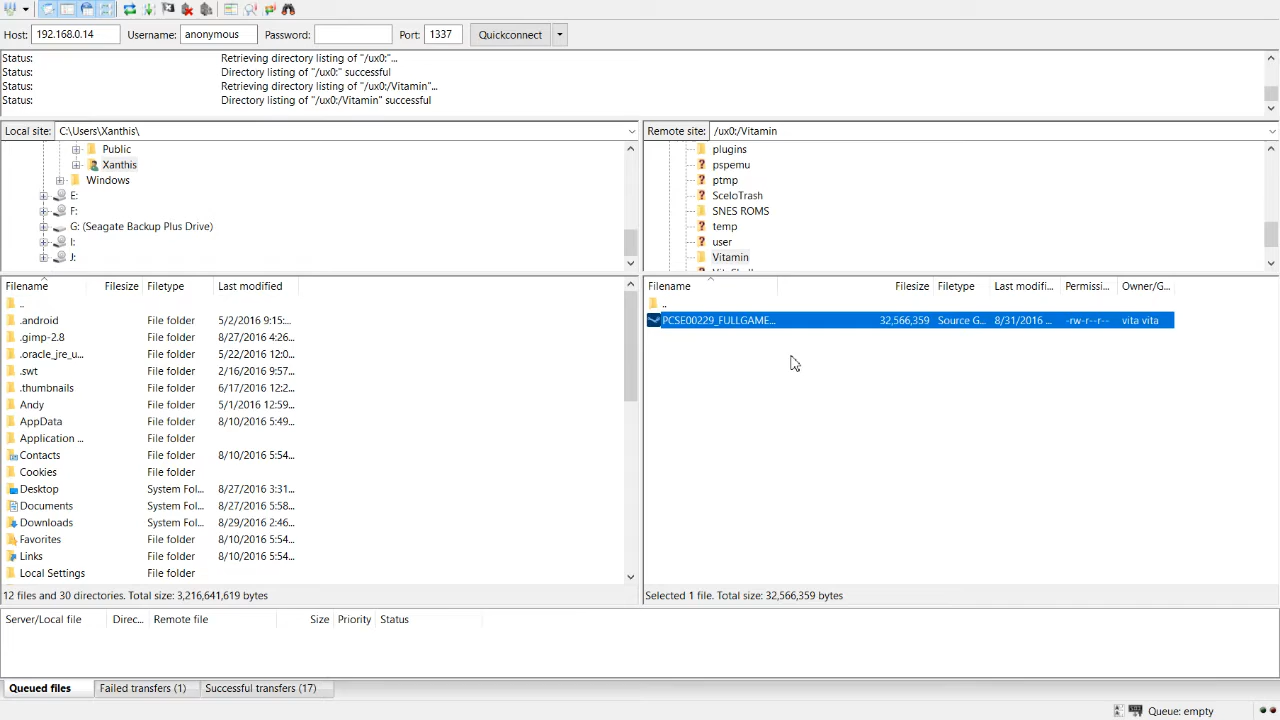 Host: 192.168.0.14 Username: anonymous Password: Port: 1337 Quickconnect
Status: Retrieving directory listing of "/ux0:"...
Status: Directory listing of "/ux0:" successful
Status: Retrieving directory listing of "/ux0:/Vitamin"...
Status: Directory listing of "/ux0:/Vitamin" successful
Local site: C:\Users\Xanthis\
Public
Xanthis
Windows
E:
F:
G: (Seagate Backup Plus Drive)
I:
J:
Filename Filesize Filetype Last modified
..
.android File folder 5/2/2016 9:15:...
.gimp-2.8 File folder 8/27/2016 4:26...
.oracle_jre_u... File folder 5/22/2016 12:0...
.swt File folder 2/16/2016 9:57...
.thumbnails File folder 6/17/2016 12:2...
Andy File folder 5/1/2016 12:59...
AppData File folder 8/10/2016 5:49...
Application ... File folder
Contacts File folder 8/10/2016 5:54...
Cookies File folder
Desktop System Fol... 8/27/2016 3:31...
Documents System Fol... 8/27/2016 5:58...
Downloads System Fol... 8/29/2016 2:46...
Favorites File folder 8/10/2016 5:54...
Links File folder 8/10/2016 5:54...
Local Settings File folder
12 files and 30 directories. Total size: 3,216,641,619 bytes
Remote site: /ux0:/Vitamin
plugins
pspemu
ptmp
SceIoTrash
SNES ROMS
temp
user
Vitamin
Filename Filesize Filetype Last modifi... Permissi... Owner/G...
..
PCSE00229_FULLGAME... 32,566,359 Source G... 8/31/2016 ... -rw-r--r-- vita vita
Selected 1 file. Total size: 32,566,359 bytes
Server/Local file Direc... Remote file Size Priority Status
Queued files Failed transfers (1) Successful transfers (17)
Queue: empty